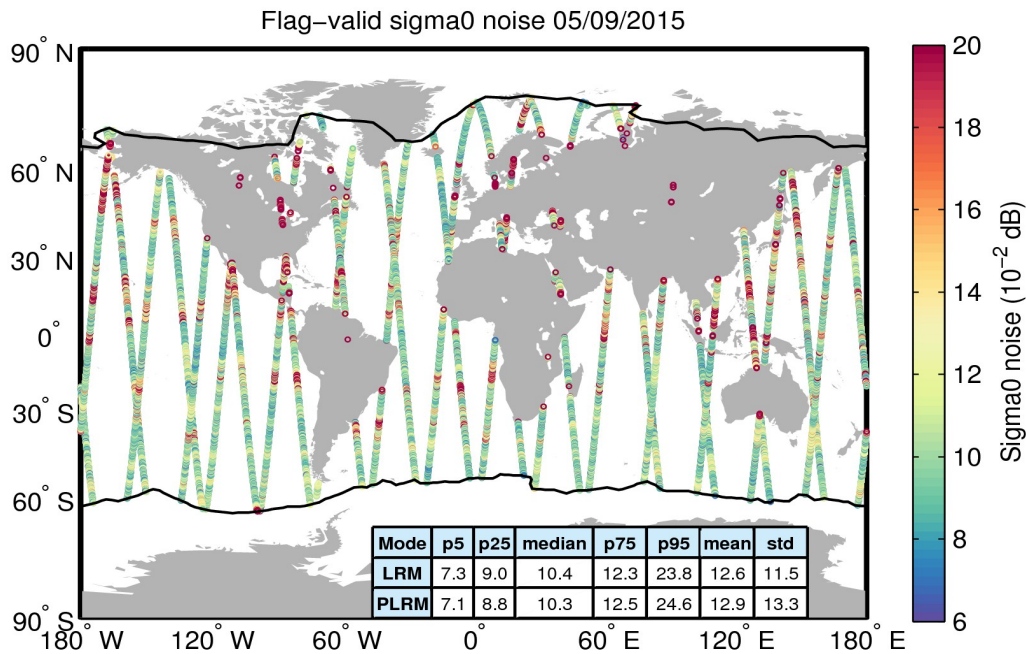 Flag−valid sigma0 noise 05/09/2015
90° N
60° N
30° N
0°
30° S
60° S
90° S
180° W
120° W
60° W
0°
60° E
120° E
180° E
20
18
16
14
12
10
8
6
Sigma0 noise (10−2 dB)
Mode p5 p25 median p75 p95 mean std
LRM 7.3 9.0 10.4 12.3 23.8 12.6 11.5
PLRM 7.1 8.8 10.3 12.5 24.6 12.9 13.3